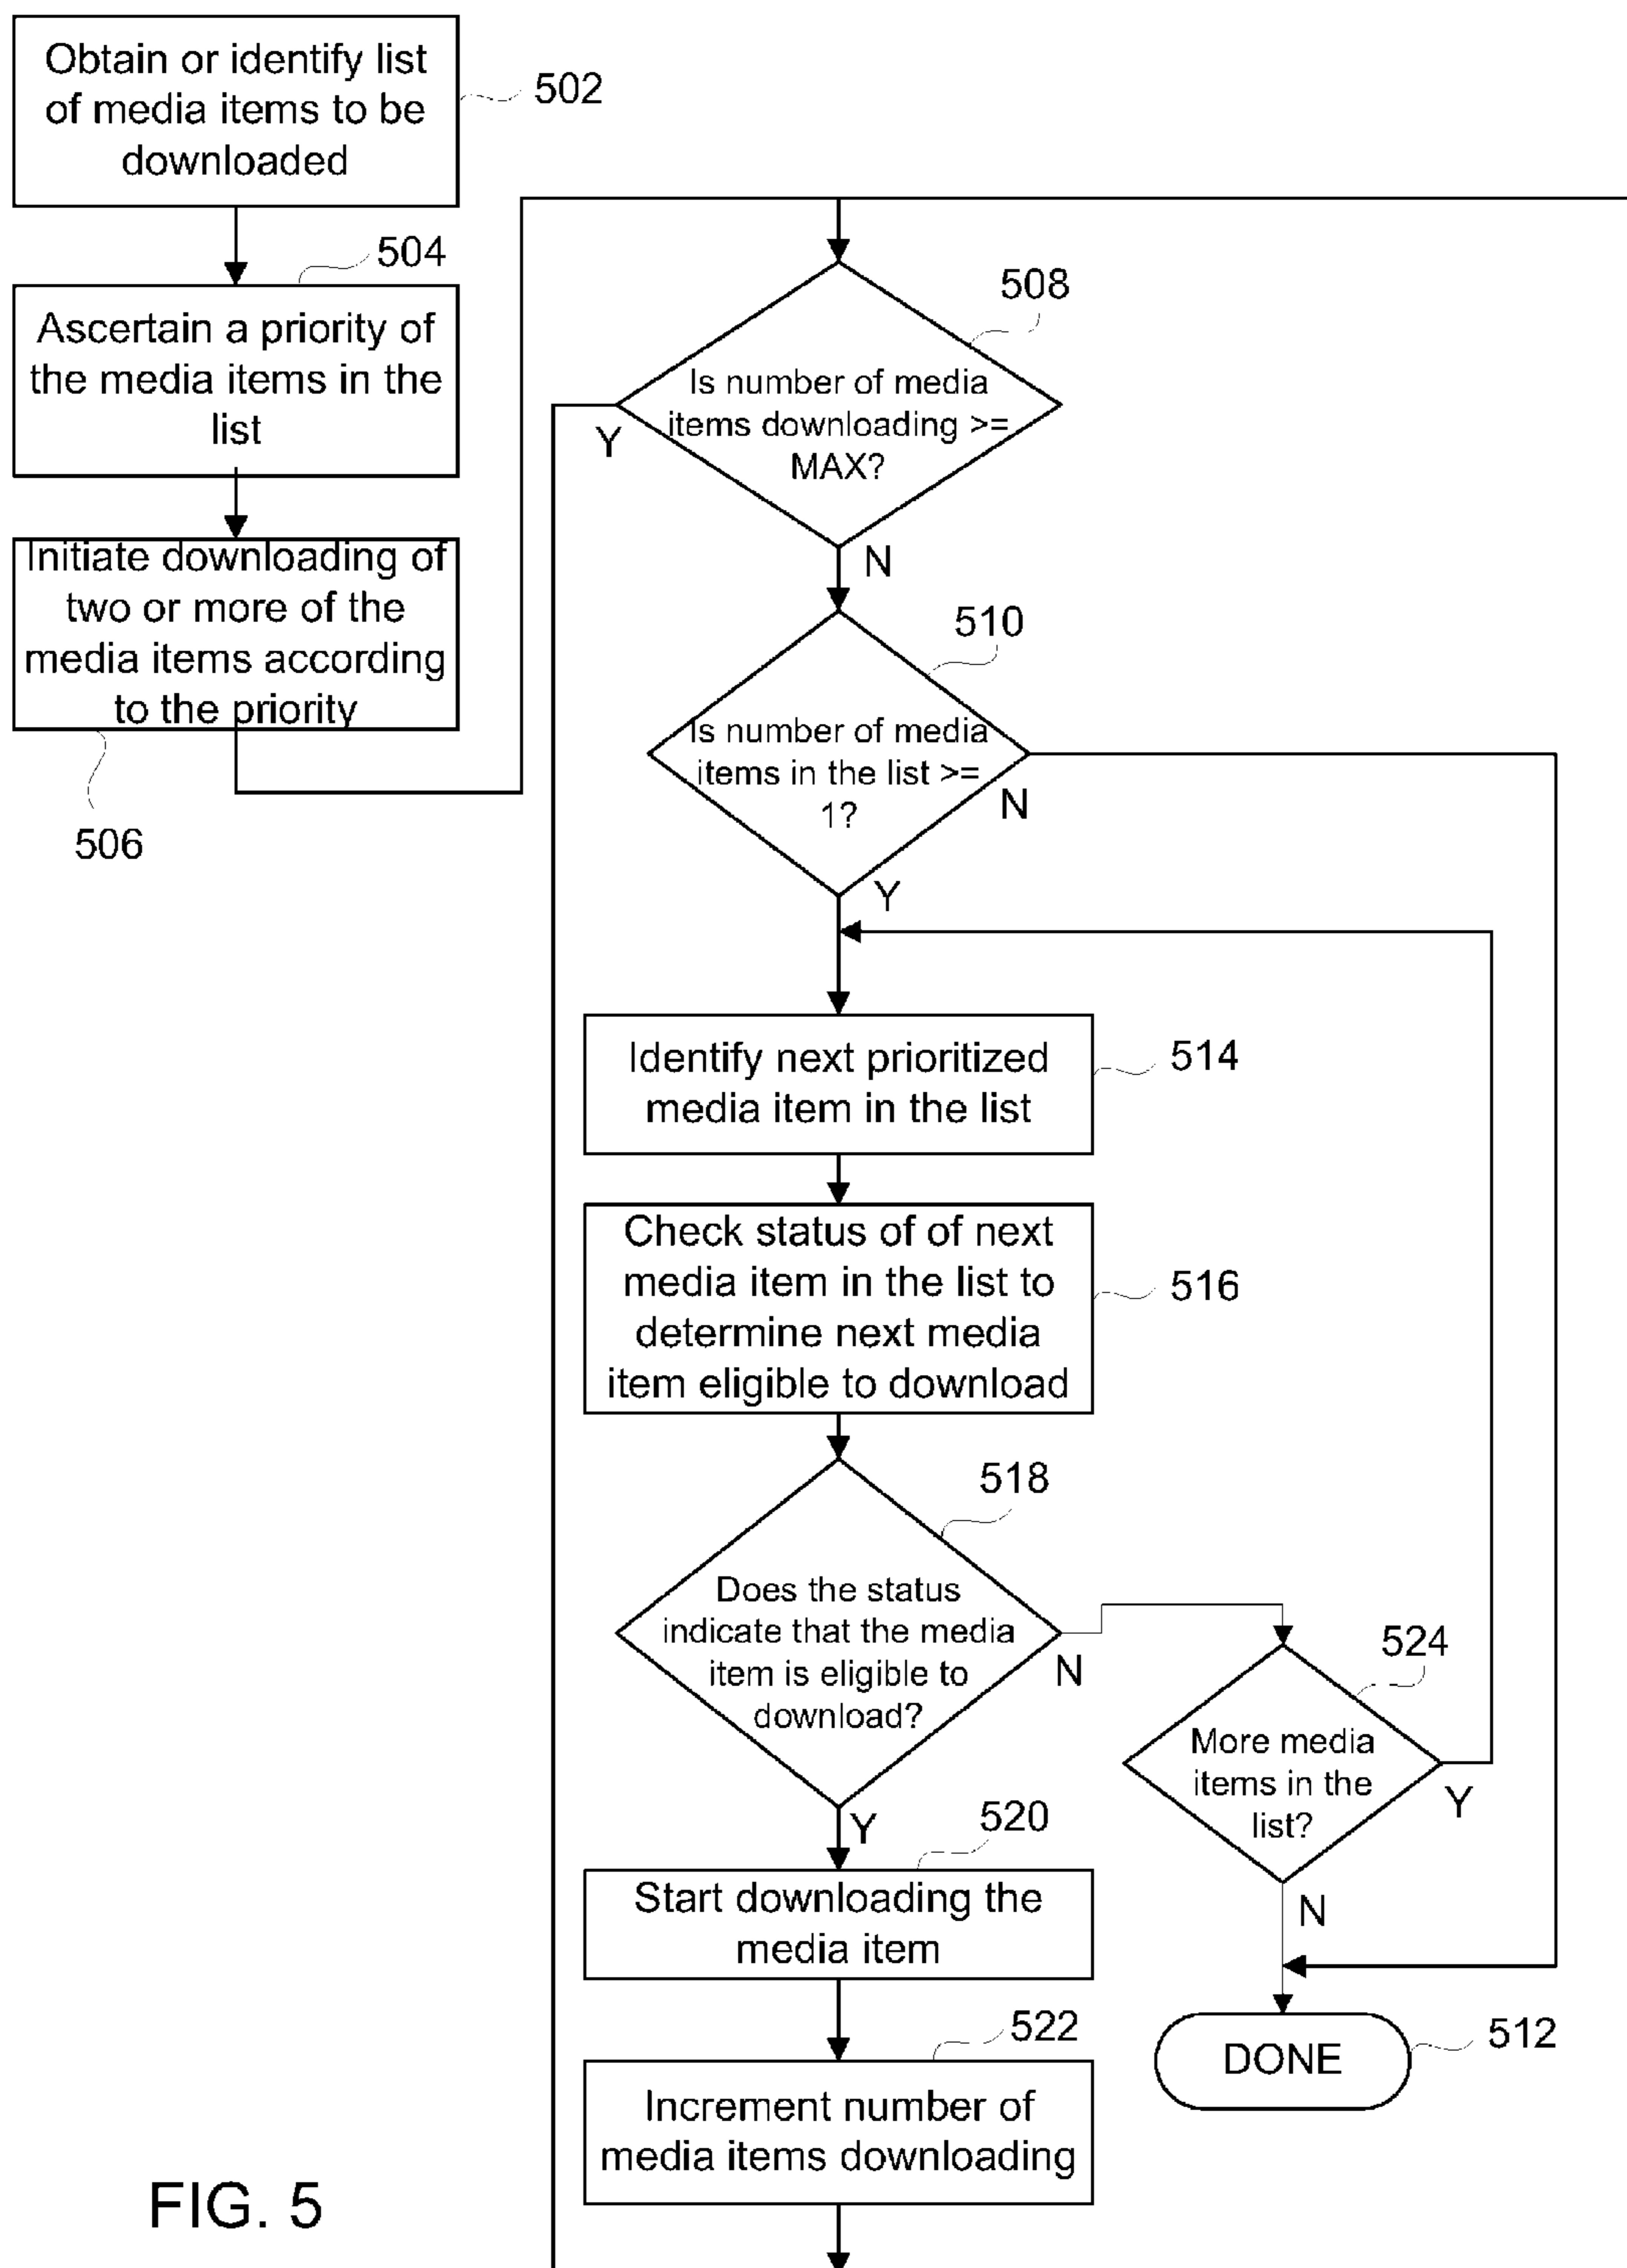 Obtain or identify list
of media items to be
downloaded
502
504
Ascertain a priority of
the media items in the
list
Initiate downloading of
two or more of the
media items according
to the priority
506
508
Is number of media
items downloading >=
MAX?
Y
N
510
Is number of media
items in the list >=
1?
N
Y
Identify next prioritized
media item in the list
514
Check status of of next
media item in the list to
determine next media
item eligible to download
516
518
Does the status
indicate that the media
item is eligible to
download?
N
Y
524
More media
items in the
list?
Y
N
520
Start downloading the
media item
522
Increment number of
media items downloading
DONE
512
FIG. 5